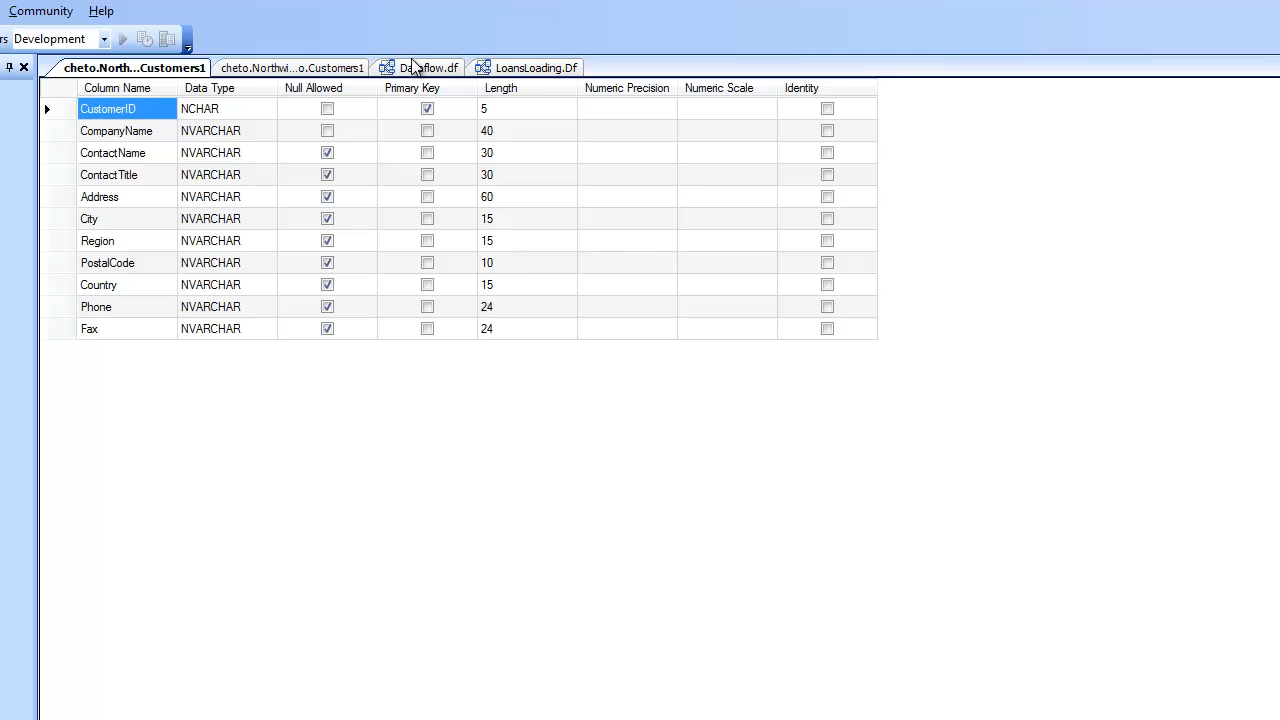 Community Help
rs Development
cheto.North...Customers1 cheto.Northwi...o.Customers1 flow.df LoansLoading.Df
Column Name Data Type Null Allowed Primary Key Length Numeric Precision Numeric Scale Identity
CustomerID NCHAR 5
CompanyName NVARCHAR 40
ContactName NVARCHAR 30
ContactTitle NVARCHAR 30
Address NVARCHAR 60
City NVARCHAR 15
Region NVARCHAR 15
PostalCode NVARCHAR 10
Country NVARCHAR 15
Phone NVARCHAR 24
Fax NVARCHAR 24